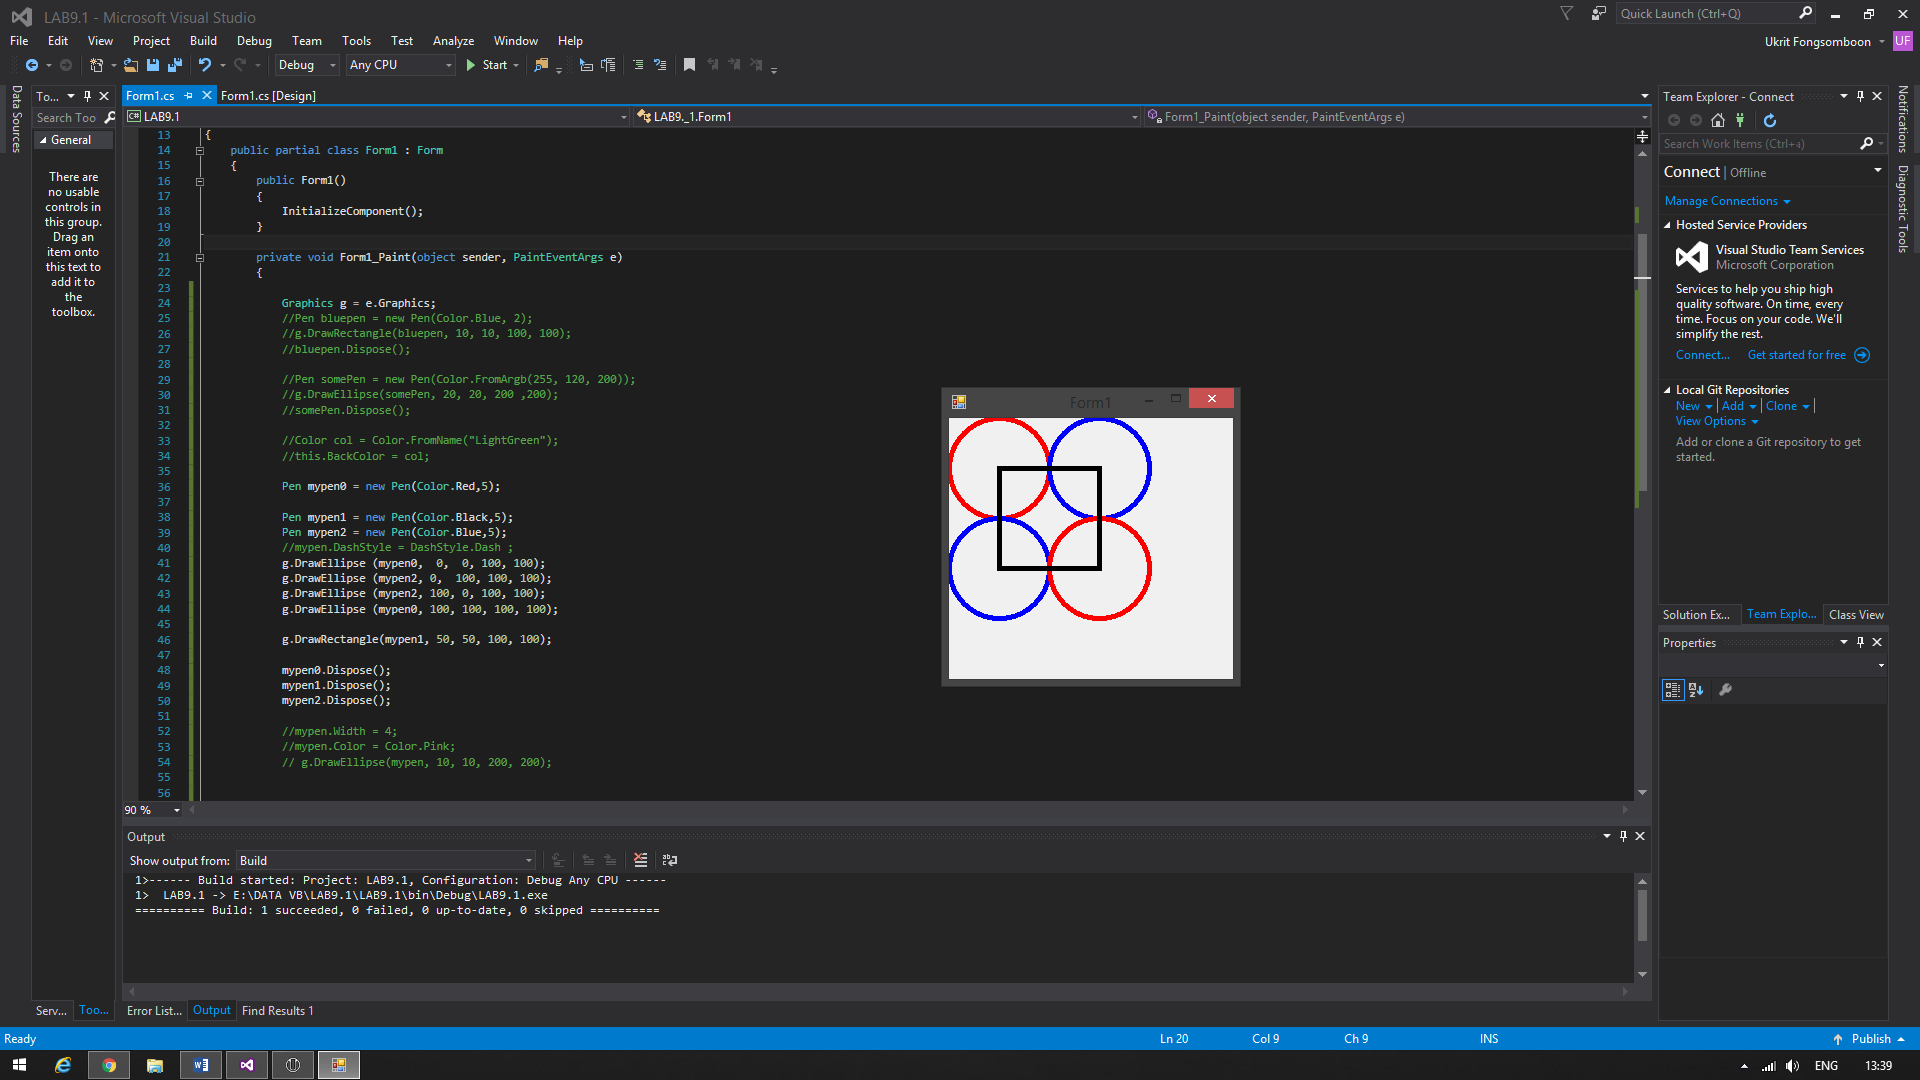 LAB9.1 - Microsoft Visual Studio
Quick Launch (Ctrl+Q)
File Edit View Project Build Debug Team Tools Test Analyze Window Help
Ukrit Fongsomboon UF
Debug Any CPU Start
Data Sources
To...
Search Too
General
There are
no usable
controls in
this group.
Drag an
item onto
this text to
add it to
the
toolbox.
Form1.cs Form1.cs [Design]
C# LAB9.1 LAB9._1.Form1 Form1_Paint(object sender, PaintEventArgs e)
13 {
14 public partial class Form1 : Form
15 {
16 public Form1()
17 {
18 InitializeComponent();
19 }
20
21 private void Form1_Paint(object sender, PaintEventArgs e)
22 {
23
24 Graphics g = e.Graphics;
25 //Pen bluepen = new Pen(Color.Blue, 2);
26 //g.DrawRectangle(bluepen, 10, 10, 100, 100);
27 //bluepen.Dispose();
28
29 //Pen somePen = new Pen(Color.FromArgb(255, 120, 200));
30 //g.DrawEllipse(somePen, 20, 20, 200 ,200);
31 //somePen.Dispose();
32
33 //Color col = Color.FromName("LightGreen");
34 //this.BackColor = col;
35
36 Pen mypen0 = new Pen(Color.Red,5);
37
38 Pen mypen1 = new Pen(Color.Black,5);
39 Pen mypen2 = new Pen(Color.Blue,5);
40 //mypen.DashStyle = DashStyle.Dash ;
41 g.DrawEllipse (mypen0, 0, 0, 100, 100);
42 g.DrawEllipse (mypen2, 0, 100, 100, 100);
43 g.DrawEllipse (mypen2, 100, 0, 100, 100);
44 g.DrawEllipse (mypen0, 100, 100, 100, 100);
45
46 g.DrawRectangle(mypen1, 50, 50, 100, 100);
47
48 mypen0.Dispose();
49 mypen1.Dispose();
50 mypen2.Dispose();
51
52 //mypen.Width = 4;
53 //mypen.Color = Color.Pink;
54 // g.DrawEllipse(mypen, 10, 10, 200, 200);
55
56
90 %
Form1
Output
Show output from: Build
1>------ Build started: Project: LAB9.1, Configuration: Debug Any CPU ------
1> LAB9.1 -> E:\DATA VB\LAB9.1\LAB9.1\bin\Debug\LAB9.1.exe
========== Build: 1 succeeded, 0 failed, 0 up-to-date, 0 skipped ==========
Serv... Too... Error List... Output Find Results 1
Team Explorer - Connect
Search Work Items (Ctrl+
Connect | Offline
Manage Connections
Hosted Service Providers
Visual Studio Team Services
Microsoft Corporation
Services to help you ship high
quality software. On time, every
time. Focus on your code. We'll
simplify the rest.
Connect... Get started for free
Local Git Repositories
New | Add | Clone |
View Options
Add or clone a Git repository to get
started.
Solution Ex... Team Explo... Class View
Properties
Notifications
Diagnostic Tools
Ready Ln 20 Col 9 Ch 9 INS Publish
ENG 13:39